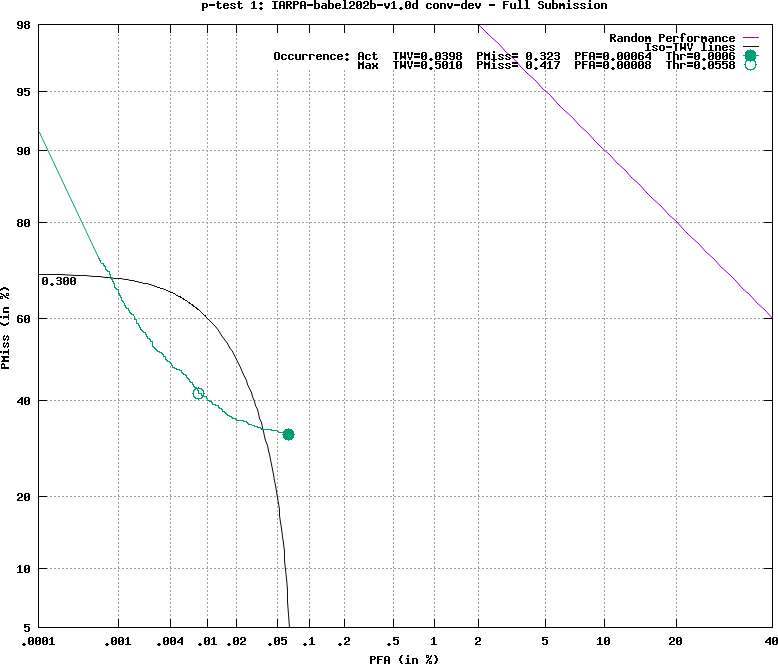 p-test 1: IARPA-babel202b-v1.0d conv-dev - Full Submission
Random Performance
Iso-TWV lines
Occurrence: Act TWV=0.0398 PMiss= 0.323 PFA=0.00064 Thr=0.0006
Max TWV=0.5010 PMiss= 0.417 PFA=0.00008 Thr=0.0558
98
95
90
80
60
40
20
10
5
PMiss (in %)
0.300
.0001 .001 .004 .01 .02 .05 .1 .2 .5 1 2 5 10 20 40
PFA (in %)